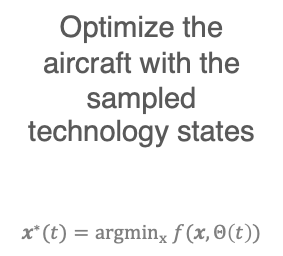 Optimize the
aircraft with the
sampled
technology states
x*(t) = argminₓ f(x, Θ(t))